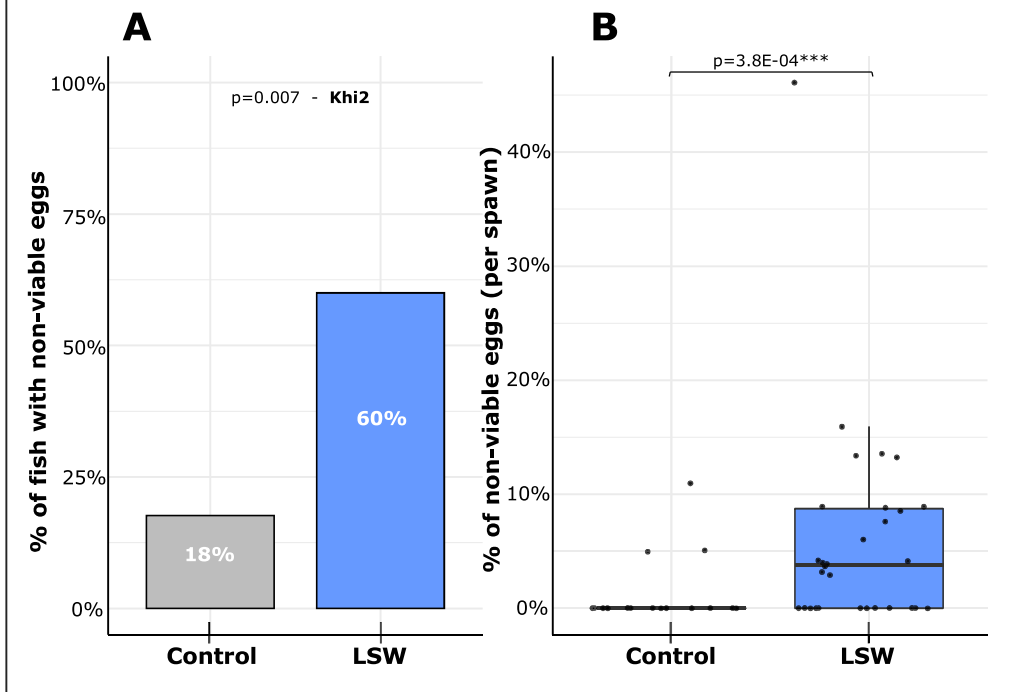 A
% of fish with non-viable eggs
100%
75%
50%
25%
0%
p=0.007 - Khi2
18%
60%
Control
LSW
B
% of non-viable eggs (per spawn)
40%
30%
20%
10%
0%
p=3.8E-04***
Control
LSW